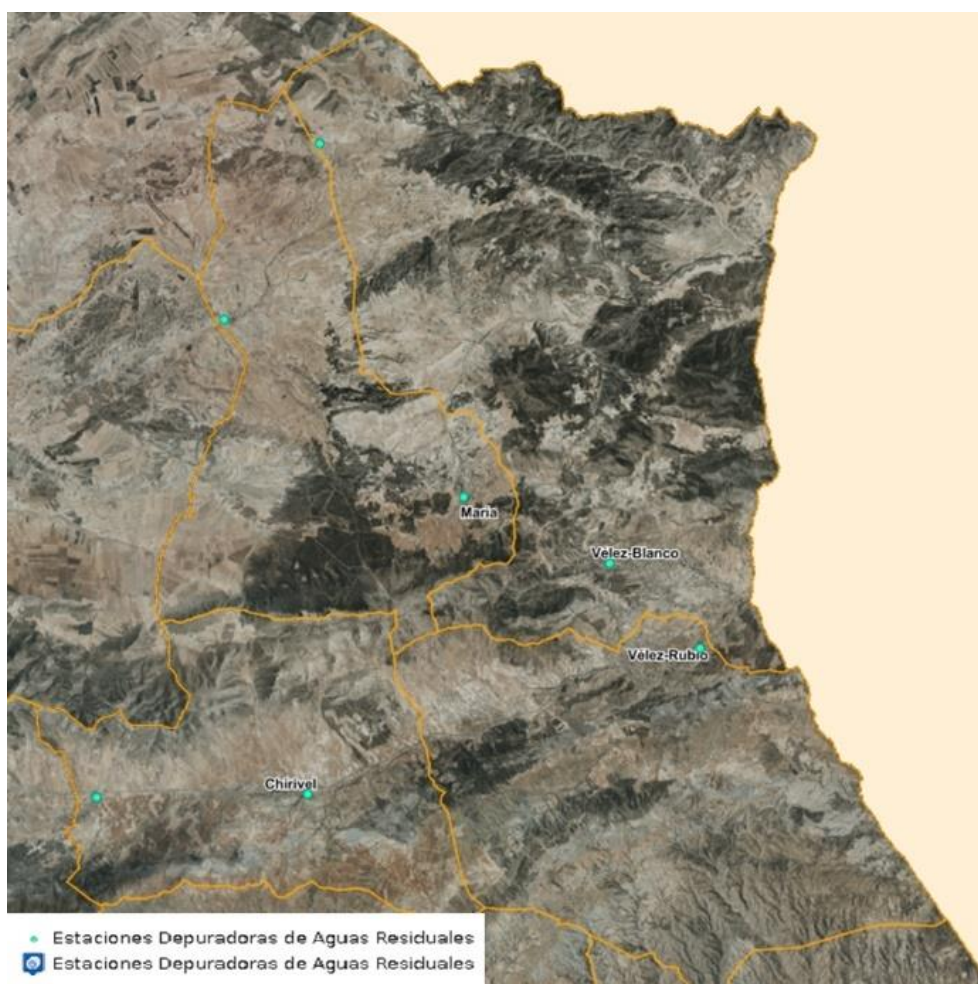 María
Vélez-Blanco
Vélez-Rubio
Chirivel
Estaciones Depuradoras de Aguas Residuales
Estaciones Depuradoras de Aguas Residuales